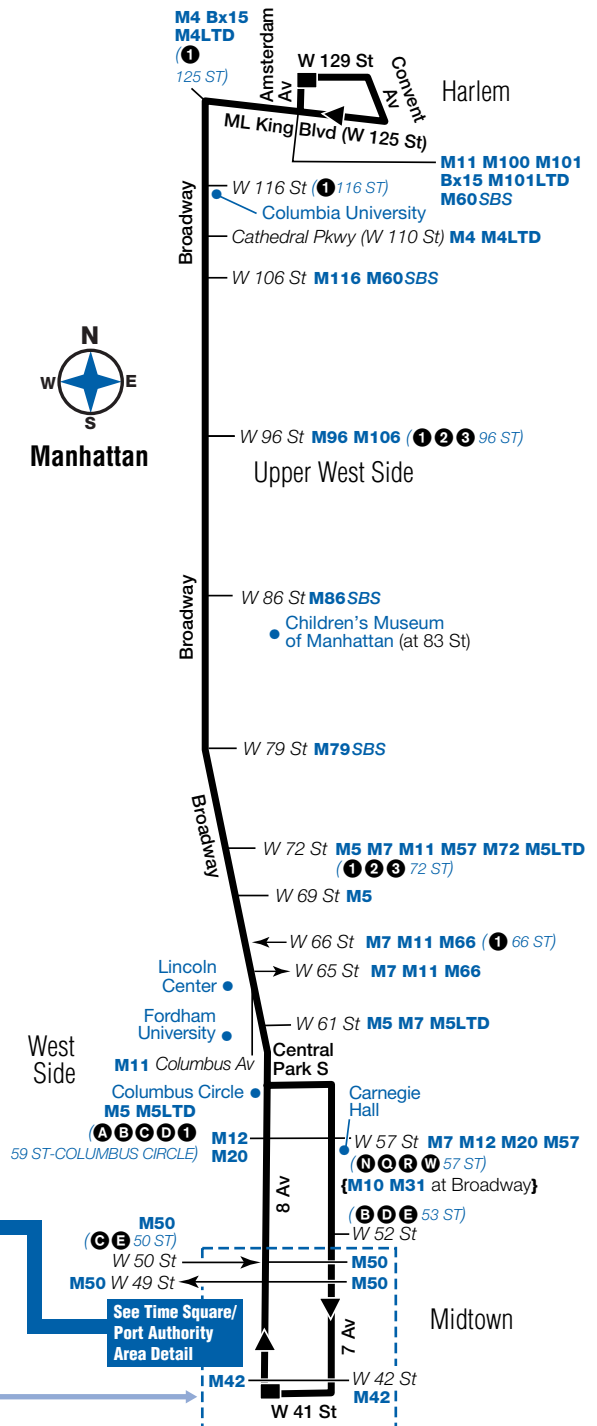 M4 Bx15
M4LTD
(1
125 ST)
Amsterdam
Av
W 129 St
Convent
Av
Harlem
ML King Blvd (W 125 St)
M11 M100 M101
Bx15 M101LTD
M60SBS
Broadway
W 116 St (1 116 ST)
Columbia University
Cathedral Pkwy (W 110 St) M4 M4LTD
W 106 St M116 M60SBS
N
W E
S
Manhattan
W 96 St M96 M106 (1 2 3 96 ST)
Upper West Side
Broadway
W 86 St M86SBS
Children's Museum
of Manhattan (at 83 St)
W 79 St M79SBS
Broadway
W 72 St M5 M7 M11 M57 M72 M5LTD
(1 2 3 72 ST)
W 69 St M5
W 66 St M7 M11 M66 (1 66 ST)
W 65 St M7 M11 M66
Lincoln
Center
Fordham
University
W 61 St M5 M7 M5LTD
West
Side
M11 Columbus Av
Central
Park S
Columbus Circle
M5 M5LTD
(A B C D 1
59 ST-COLUMBUS CIRCLE)
Carnegie
Hall
M12
M20
W 57 St M7 M12 M20 M57
(N Q R W 57 ST)
{M10 M31 at Broadway}
8 Av
(B D E 53 ST)
W 52 St
M50
(C E 50 ST)
W 50 St
M50
M50 W 49 St
M50
See Time Square/
Port Authority
Area Detail
7 Av
Midtown
M42
W 42 St
M42
W 41 St